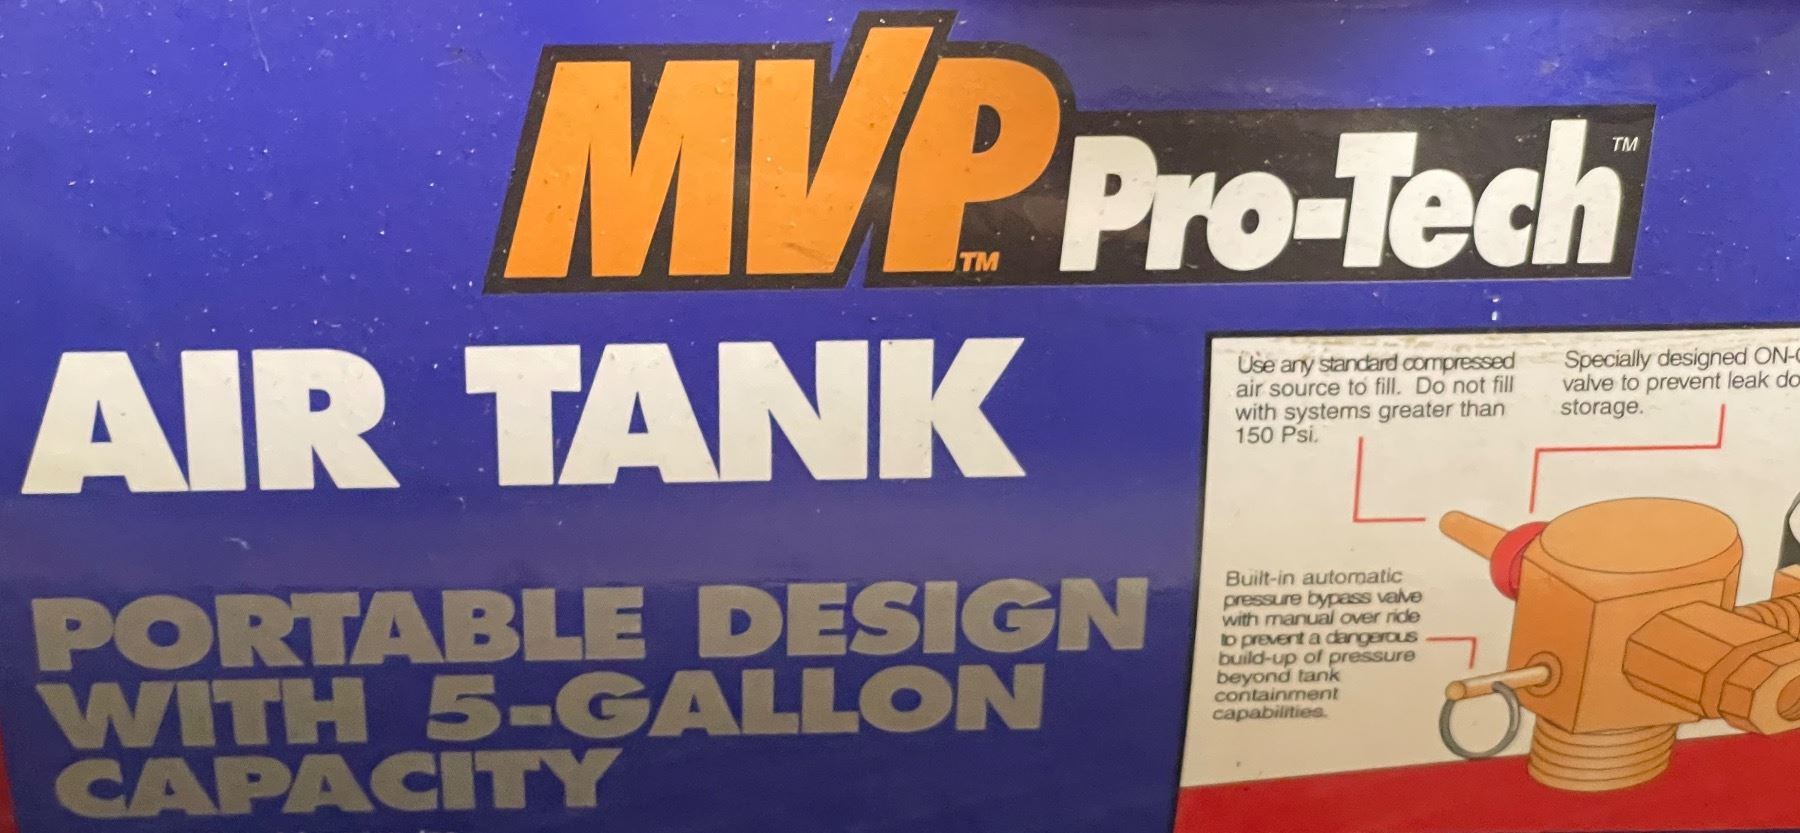 MVP™ Pro-Tech™
AIR TANK
PORTABLE DESIGN
WITH 5-GALLON
CAPACITY
Use any standard compressed
air source to fill. Do not fill
with systems greater than
150 Psi.
Specially designed ON-
valve to prevent leak do
storage.
Built-in automatic
pressure bypass valve
with manual over ride
to prevent a dangerous
build-up of pressure
beyond tank
containment
capabilities.